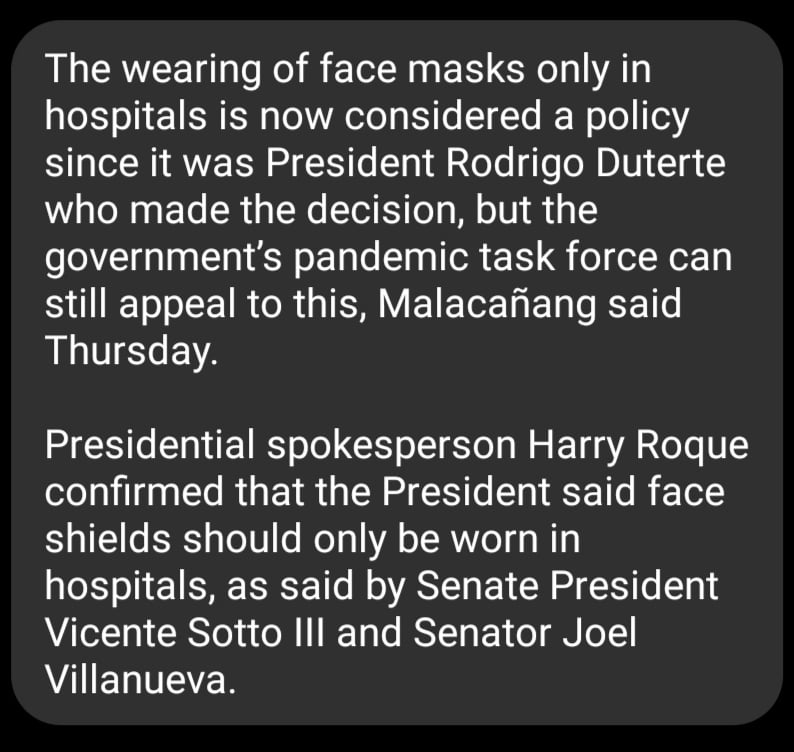 The wearing of face masks only in
hospitals is now considered a policy
since it was President Rodrigo Duterte
who made the decision, but the
government’s pandemic task force can
still appeal to this, Malacañang said
Thursday.
Presidential spokesperson Harry Roque
confirmed that the President said face
shields should only be worn in
hospitals, as said by Senate President
Vicente Sotto III and Senator Joel
Villanueva.